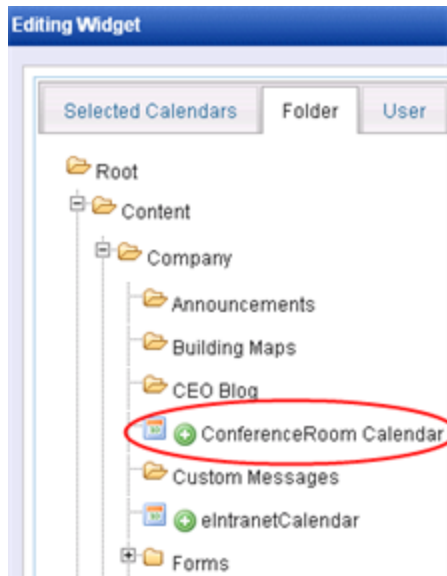 Editing Widget
Selected Calendars Folder User
Root
Content
Company
Announcements
Building Maps
CEO Blog
ConferenceRoom Calendar
Custom Messages
eIntranetCalendar
Forms